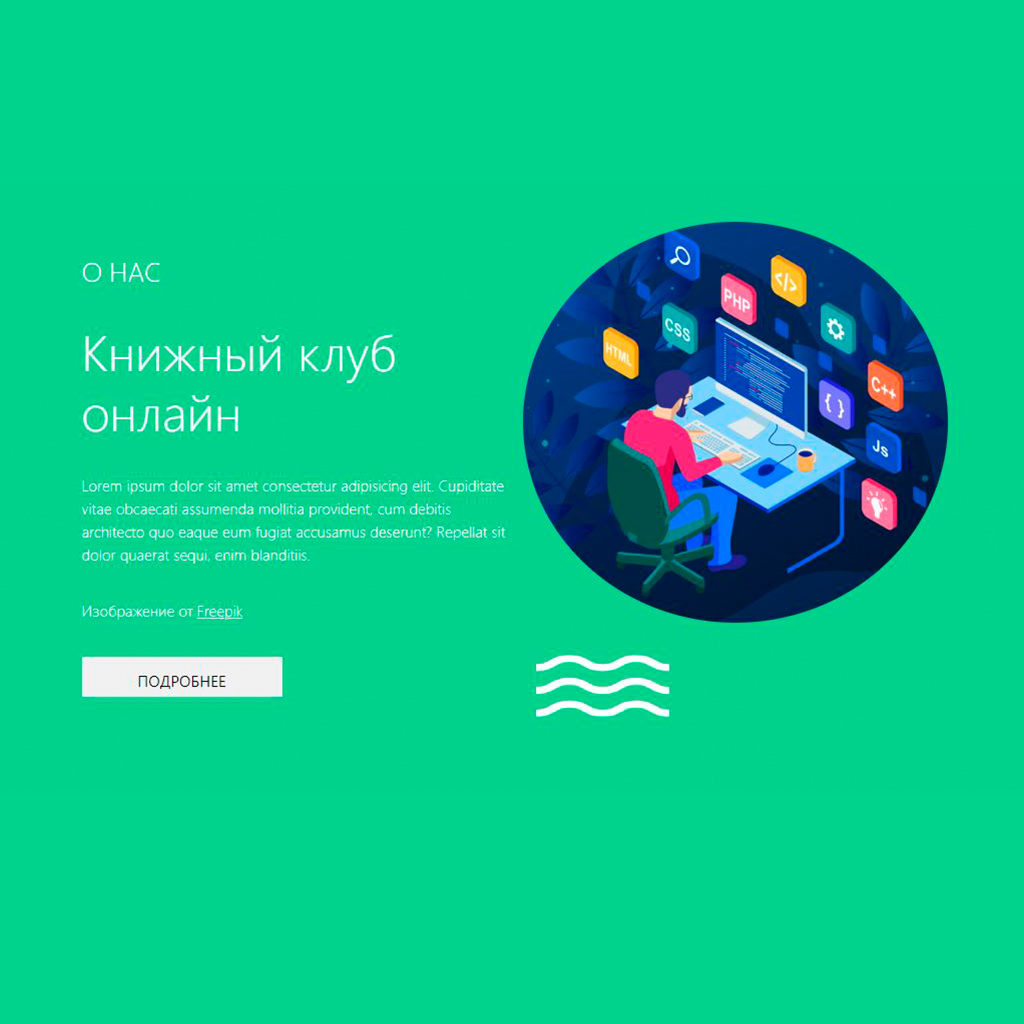 О НАС
Книжный клуб
онлайн
Lorem ipsum dolor sit amet consectetur adipisicing elit. Cupiditate
vitae obcaecati assumenda mollitia provident, cum debitis
architecto quo eaque eum fugiat accusamus deserunt? Repellat sit
dolor quaerat sequi, enim blanditiis.
Изображение от Freepik
ПОДРОБНЕЕ
</>
PHP
CSS
HTML
C++
{ }
Js